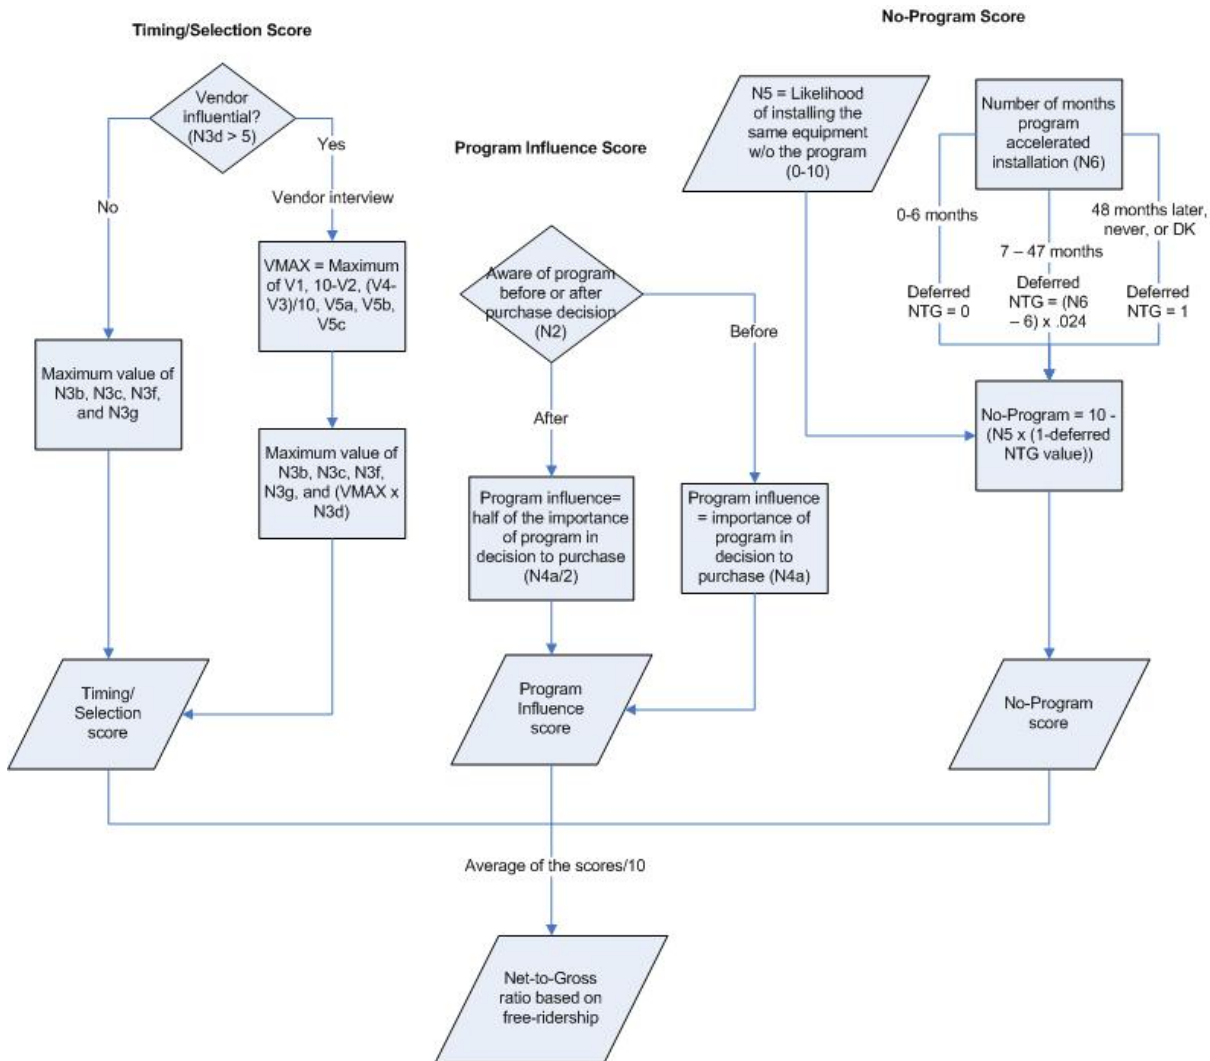 Timing/Selection Score
Vendor
influential?
(N3d > 5)
No
Yes
Vendor interview
VMAX = Maximum
of V1, 10-V2, (V4-
V3)/10, V5a, V5b,
V5c
Maximum value of
N3b, N3c, N3f,
and N3g
Maximum value of
N3b, N3c, N3f,
N3g, and (VMAX x
N3d)
Timing/
Selection
score
Program Influence Score
Aware of program
before or after
purchase decision
(N2)
Before
After
Program influence=
half of the importance
of program in
decision to purchase
(N4a/2)
Program influence
= importance of
program in
decision to
purchase (N4a)
Program
Influence
score
No-Program Score
N5 = Likelihood
of installing the
same equipment
w/o the program
(0-10)
Number of months
program
accelerated
installation (N6)
0-6 months
7 – 47 months
48 months later,
never, or DK
Deferred
NTG = 0
Deferred
NTG = (N6
– 6) x .024
Deferred
NTG = 1
No-Program = 10 -
(N5 x (1-deferred
NTG value))
No-Program
score
Average of the scores/10
Net-to-Gross
ratio based on
free-ridership